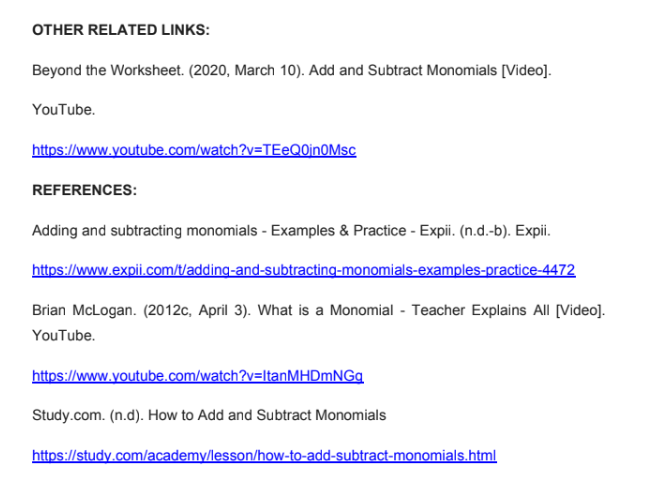 OTHER RELATED LINKS:
Beyond the Worksheet. (2020, March 10). Add and Subtract Monomials [Video].
YouTube.
https://www.youtube.com/watch?v=TEeQ0jn0Msc
REFERENCES:
Adding and subtracting monomials - Examples & Practice - Expii. (n.d.-b). Expii.
https://www.expii.com/t/adding-and-subtracting-monomials-examples-practice-4472
Brian McLogan. (2012c, April 3). What is a Monomial - Teacher Explains All [Video].
YouTube.
https://www.youtube.com/watch?v=ItanMHDmNGg
Study.com. (n.d). How to Add and Subtract Monomials
https://study.com/academy/lesson/how-to-add-subtract-monomials.html